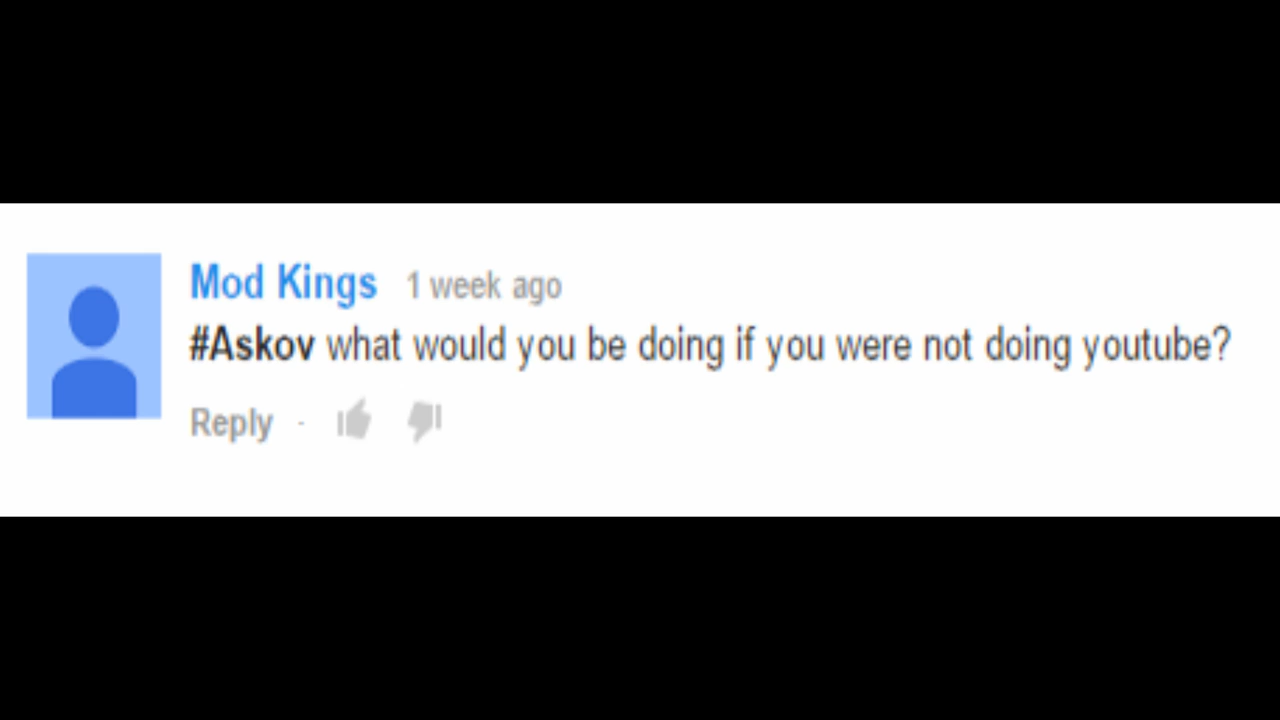 Mod Kings 1 week ago
#Askov what would you be doing if you were not doing youtube?
Reply ·